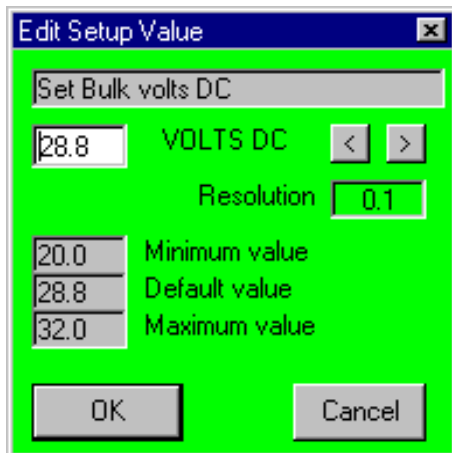 Edit Setup Value
Set Bulk volts DC
28.8 VOLTS DC < >
Resolution 0.1
20.0 Minimum value
28.8 Default value
32.0 Maximum value
OK Cancel